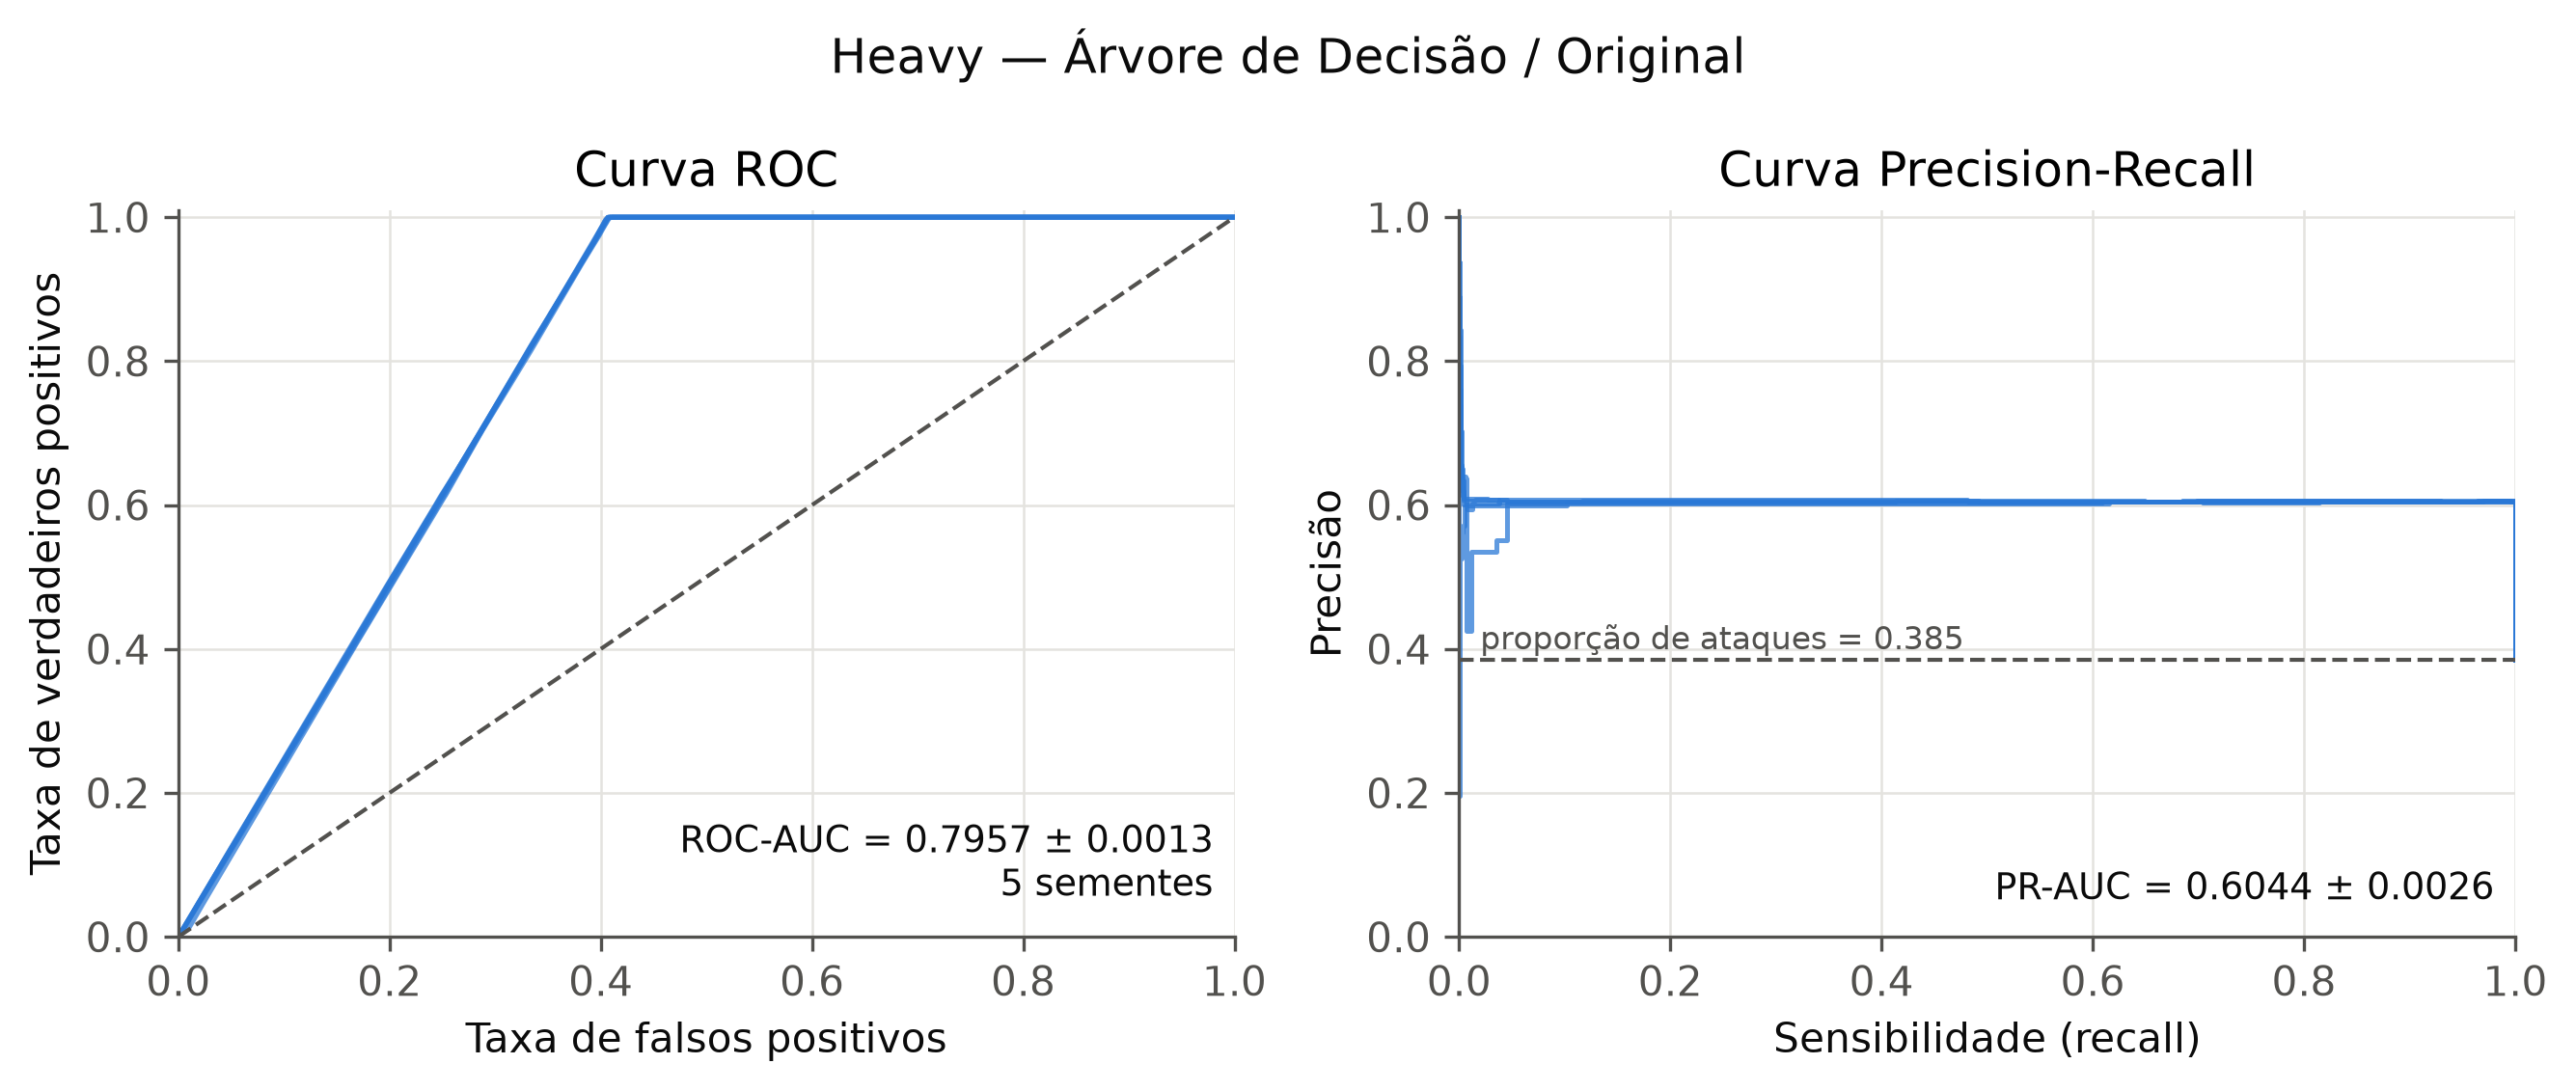 Heavy — Árvore de Decisão / Original
Curva ROC
Taxa de verdadeiros positivos
1.0
0.8
0.6
0.4
0.2
0.0
0.0 0.2 0.4 0.6 0.8 1.0
Taxa de falsos positivos
ROC-AUC = 0.7957 ± 0.0013
5 sementes
Curva Precision-Recall
Precisão
1.0
0.8
0.6
0.4
0.2
0.0
proporção de ataques = 0.385
PR-AUC = 0.6044 ± 0.0026
0.0 0.2 0.4 0.6 0.8 1.0
Sensibilidade (recall)